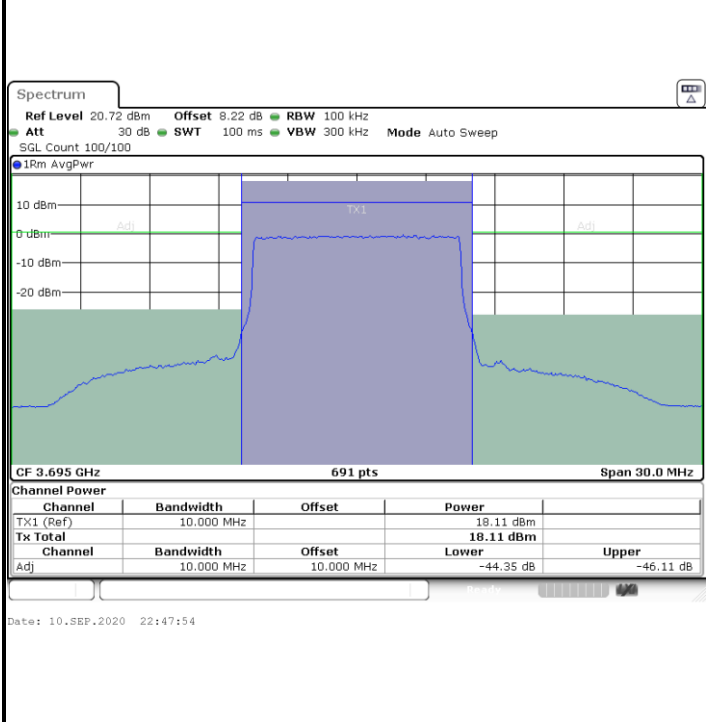 Spectrum
Ref Level 20.72 dBm Offset 8.22 dB RBW 100 kHz
Att 30 dB SWT 100 ms VBW 300 kHz Mode Auto Sweep
SGL Count 100/100
1Rm AvgPwr
10 dBm
TX1
Adj Adj
0 dBm
-10 dBm
-20 dBm
CF 3.695 GHz 691 pts Span 30.0 MHz
Channel Power
Channel Bandwidth Offset Power
TX1 (Ref) 10.000 MHz 18.11 dBm
Tx Total 18.11 dBm
Channel Bandwidth Offset Lower Upper
Adj 10.000 MHz 10.000 MHz -44.35 dB -46.11 dB
Ready
Date: 10.SEP.2020 22:47:54